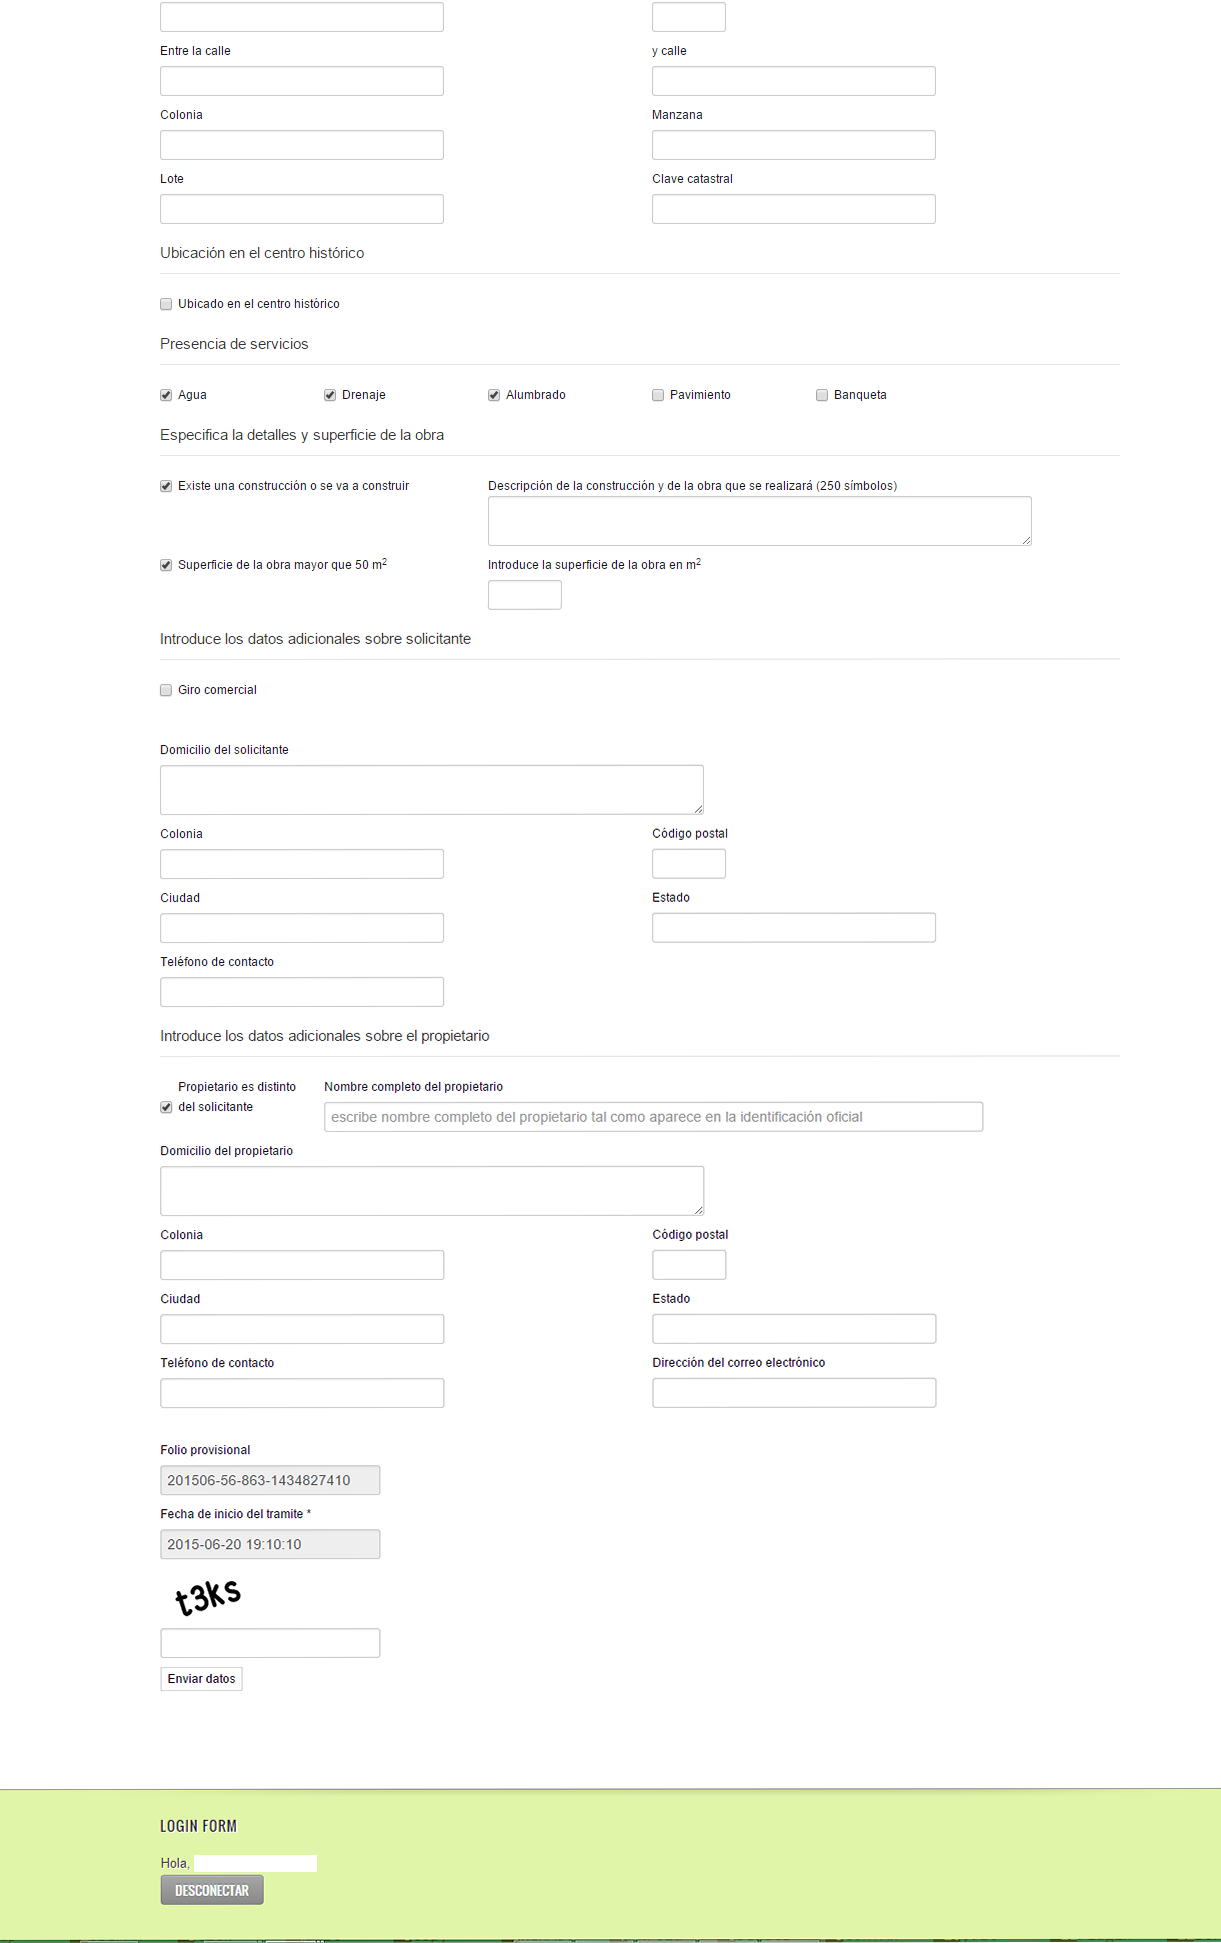 Entre la calle y calle
Colonia Manzana
Lote Clave catastral
Ubicación en el centro histórico
Ubicado en el centro histórico
Presencia de servicios
Agua Drenaje Alumbrado Pavimiento Banqueta
Especifica la detalles y superficie de la obra
Existe una construcción o se va a construir Descripción de la construcción y de la obra que se realizará (250 símbolos)
Superficie de la obra mayor que 50 m² Introduce la superficie de la obra en m²
Introduce los datos adicionales sobre solicitante
Giro comercial
Domicilio del solicitante
Colonia Código postal
Ciudad Estado
Teléfono de contacto
Introduce los datos adicionales sobre el propietario
Propietario es distinto
del solicitante
Nombre completo del propietario
escribe nombre completo del propietario tal como aparece en la identificación oficial
Domicilio del propietario
Colonia Código postal
Ciudad Estado
Teléfono de contacto Dirección del correo electrónico
Folio provisional
201506-56-863-1434827410
Fecha de inicio del tramite *
2015-06-20 19:10:10
t3ks
Enviar datos
LOGIN FORM
Hola,
DESCONECTAR